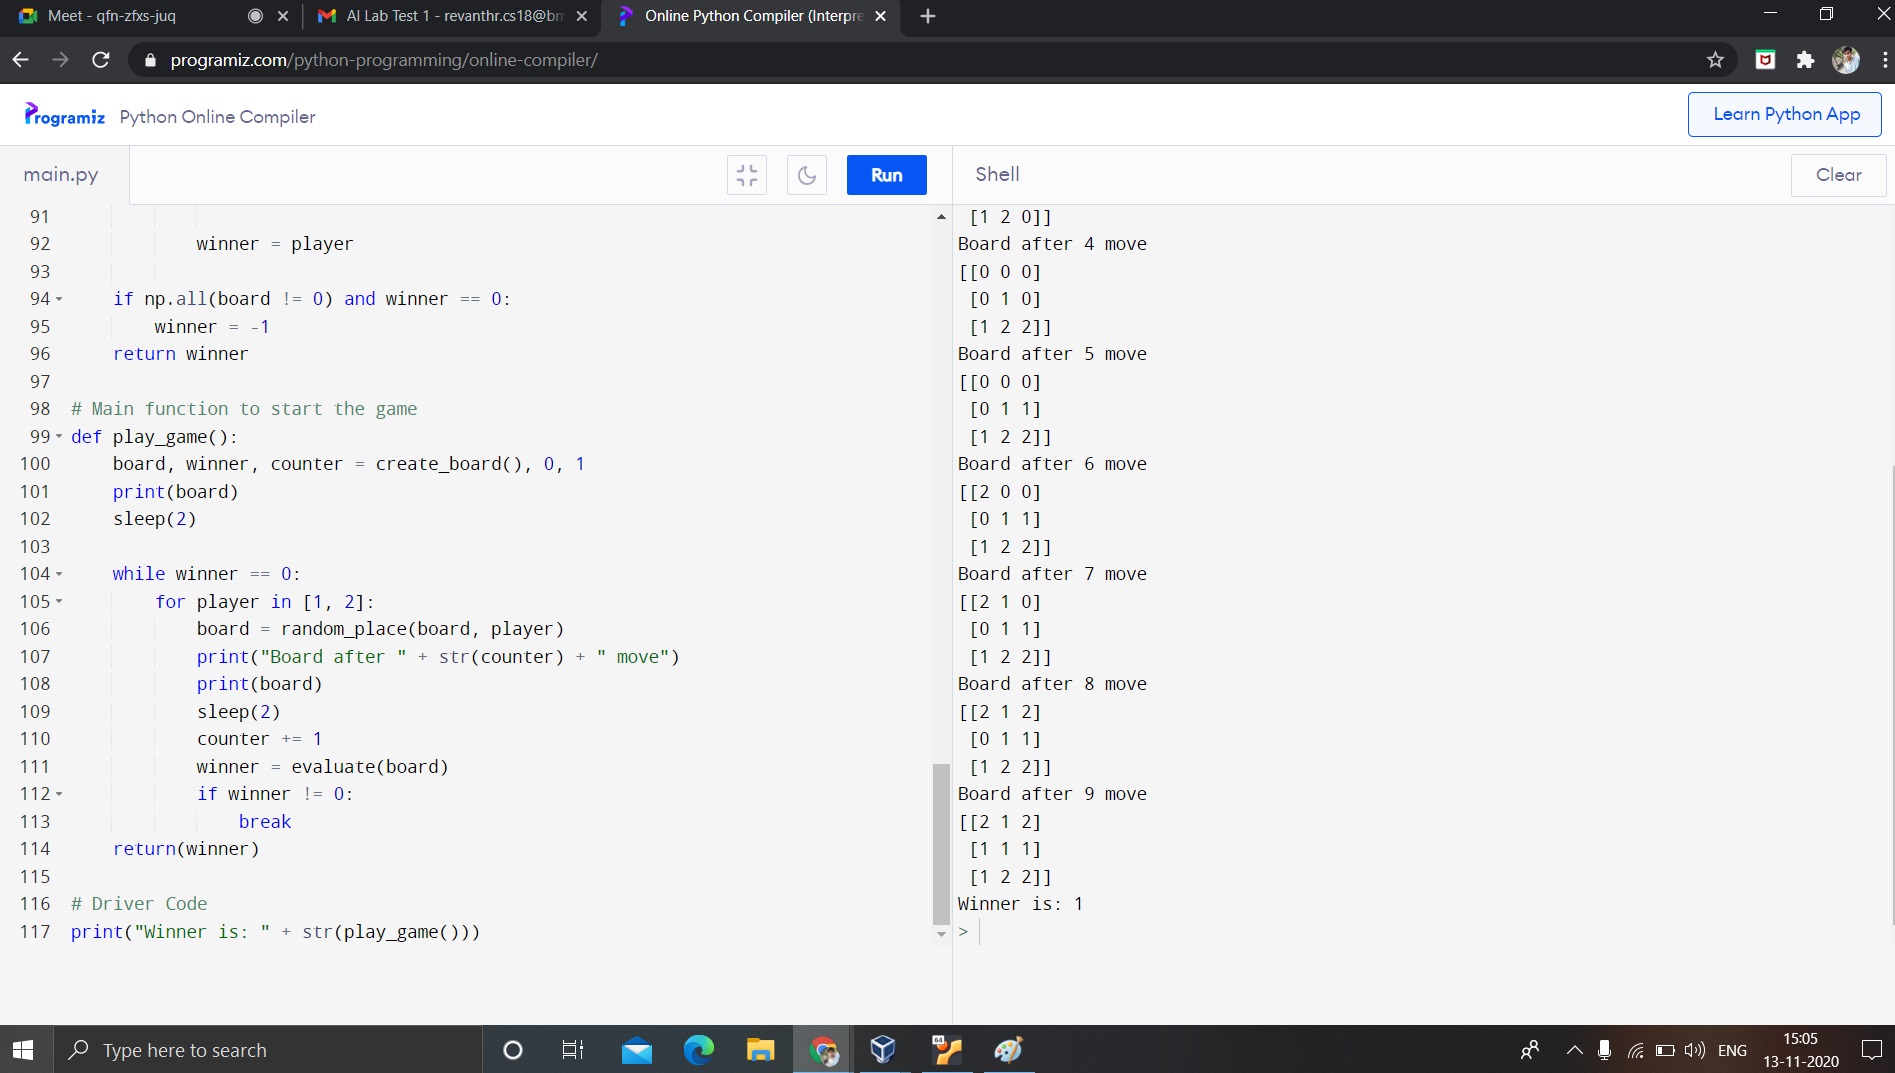 Meet - qfn-zfxs-juq
AI Lab Test 1 - revanthr.cs18@bm
Online Python Compiler (Interpre
programiz.com/python-programming/online-compiler/
Programiz Python Online Compiler
Learn Python App
main.py
Run
Shell
Clear
91
92 winner = player
93
94 if np.all(board != 0) and winner == 0:
95 winner = -1
96 return winner
97
98 # Main function to start the game
99 def play_game():
100 board, winner, counter = create_board(), 0, 1
101 print(board)
102 sleep(2)
103
104 while winner == 0:
105 for player in [1, 2]:
106 board = random_place(board, player)
107 print("Board after " + str(counter) + " move")
108 print(board)
109 sleep(2)
110 counter += 1
111 winner = evaluate(board)
112 if winner != 0:
113 break
114 return(winner)
115
116 # Driver Code
117 print("Winner is: " + str(play_game()))
[1 2 0]]
Board after 4 move
[[0 0 0]
[0 1 0]
[1 2 2]]
Board after 5 move
[[0 0 0]
[0 1 1]
[1 2 2]]
Board after 6 move
[[2 0 0]
[0 1 1]
[1 2 2]]
Board after 7 move
[[2 1 0]
[0 1 1]
[1 2 2]]
Board after 8 move
[[2 1 2]
[0 1 1]
[1 2 2]]
Board after 9 move
[[2 1 2]
[1 1 1]
[1 2 2]]
Winner is: 1
>
Type here to search
64
ENG
15:05
13-11-2020